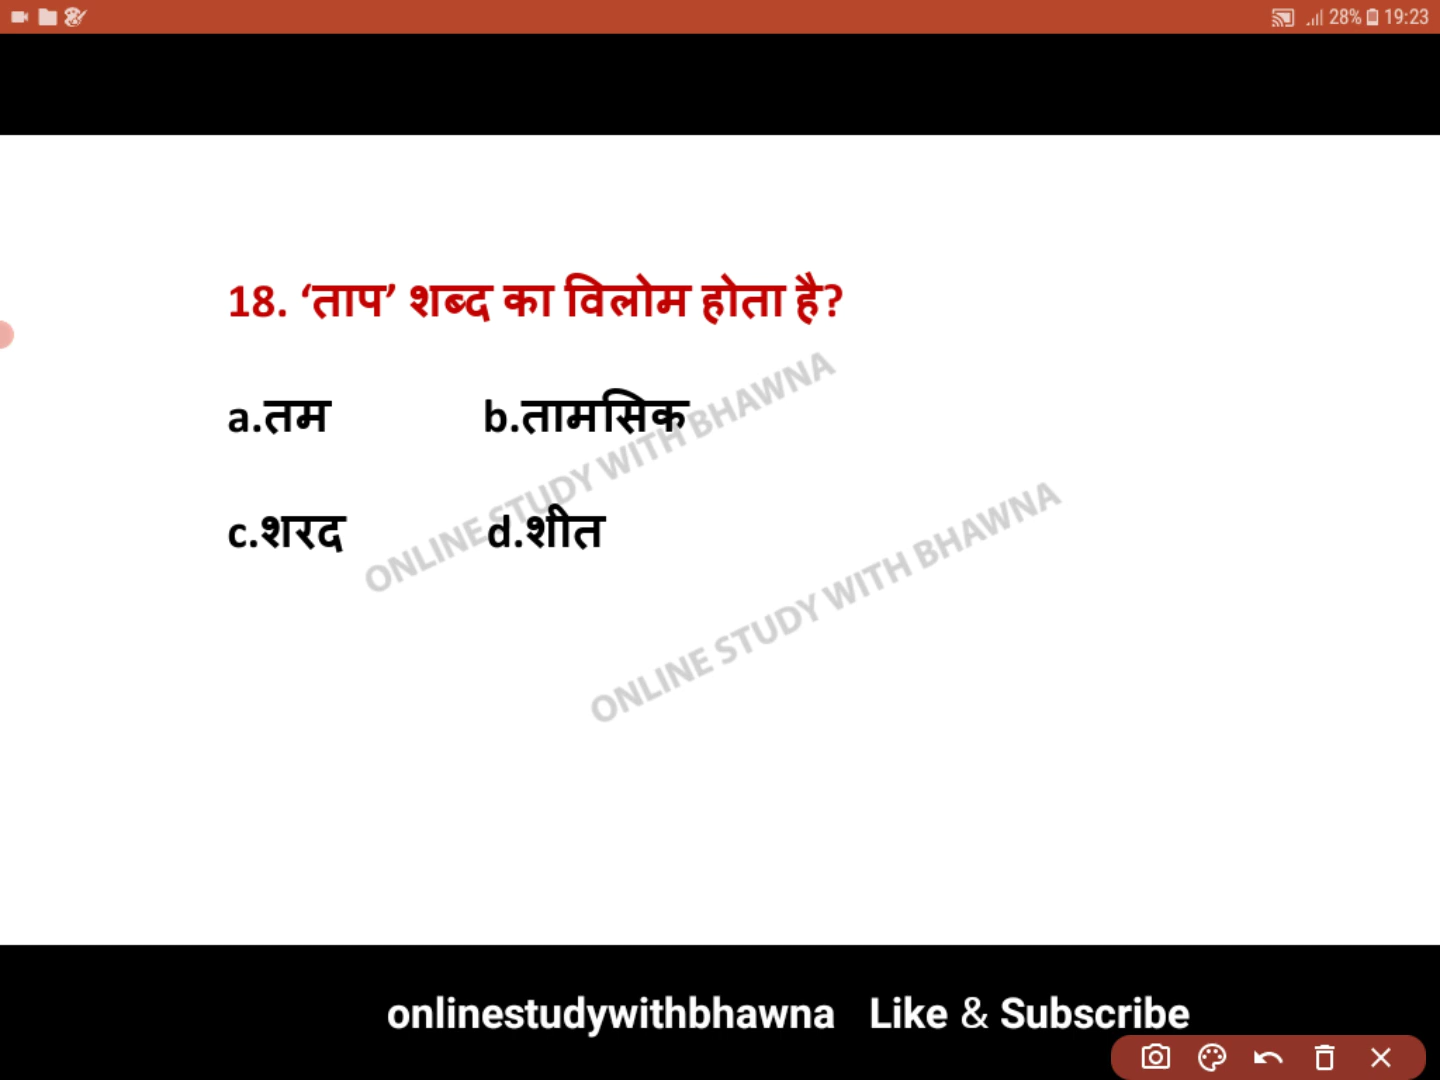 28% 19:23
18. ‘ताप’ शब्द का विलोम होता है?
a.तम b.तामसिक
c.शरद d.शीत
ONLINE STUDY WITH BHAWNA
ONLINE STUDY WITH BHAWNA
onlinestudywithbhawna Like & Subscribe